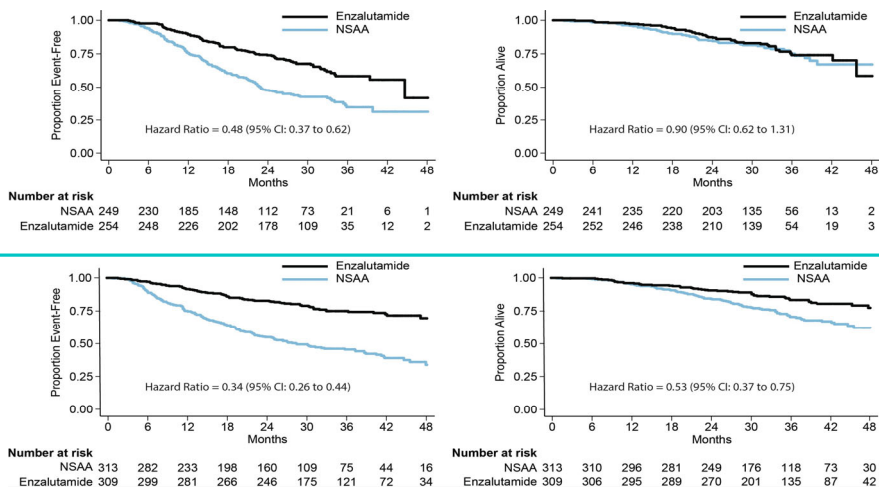 Enzalutamide
NSAA
Proportion Event-Free
1.00
0.75
0.50
0.25
0.00
Hazard Ratio = 0.48 (95% CI: 0.37 to 0.62)
0 6 12 18 24 30 36 42 48
Months
Number at risk
NSAA 249 230 185 148 112 73 21 6 1
Enzalutamide 254 248 226 202 178 109 35 12 2
Enzalutamide
NSAA
Proporion Alive
1.00
0.75
0.50
0.25
0.00
Hazard Ratio = 0.90 (95% CI: 0.62 to 1.31)
0 6 12 18 24 30 36 42 48
Months
Number at risk
NSAA 249 241 235 220 203 135 56 13 2
Enzalutamide 254 252 246 238 210 139 54 19 3
Enzalutamide
NSAA
Proportion Event-Free
1.00
0.75
0.50
0.25
0.00
Hazard Ratio = 0.34 (95% CI: 0.26 to 0.44)
0 6 12 18 24 30 36 42 48
Months
Number at risk
NSAA 313 282 233 198 160 109 75 44 16
Enzalutamide 309 299 281 266 246 175 121 72 34
Enzalutamide
NSAA
Proportion Alive
1.00
0.75
0.50
0.25
0.00
Hazard Ratio = 0.53 (95% CI: 0.37 to 0.75)
0 6 12 18 24 30 36 42 48
Months
Number at risk
NSAA 313 310 296 281 249 176 118 73 30
Enzalutamide 309 306 295 289 270 201 135 87 42